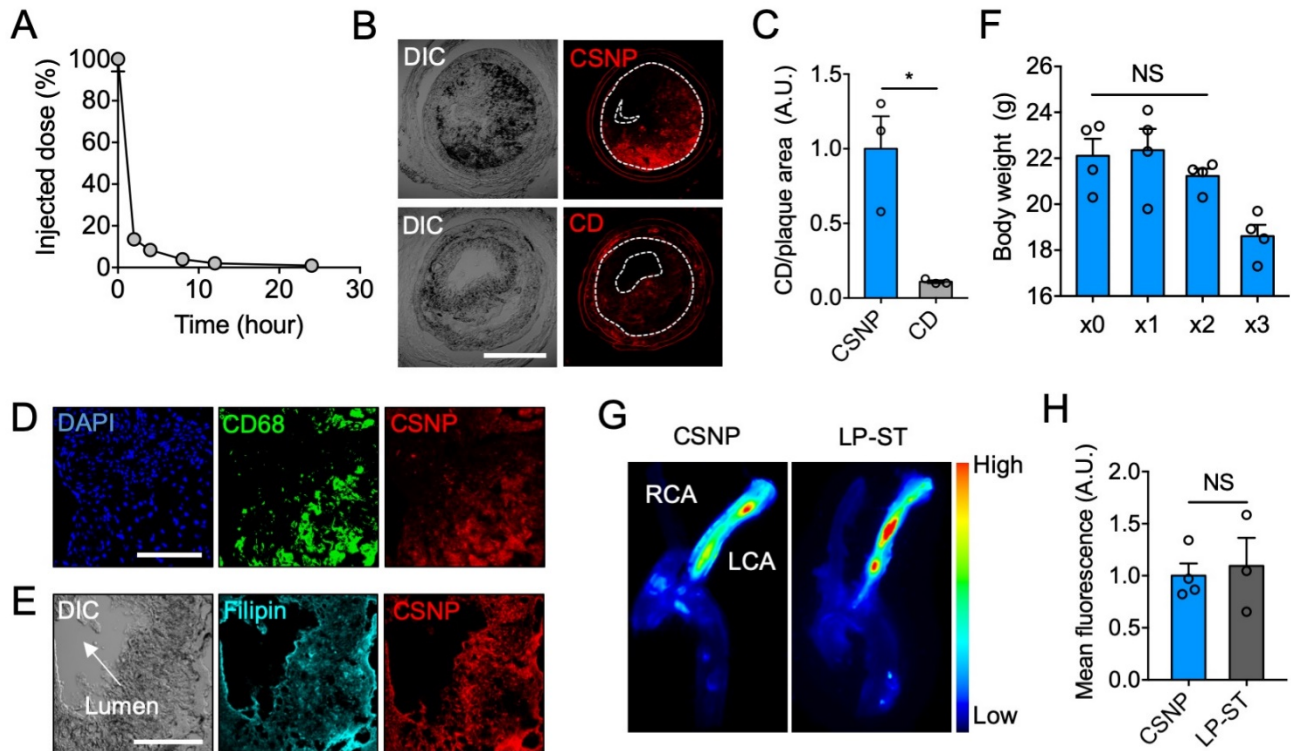 A
Injected dose (%)
100
80
60
40
20
0
0 10 20 30
Time (hour)
B
DIC CSNP
DIC CD
C
CD/plaque area (A.U.)
1.5
1.0
0.5
0.0
*
CSNP CD
F
Body weight (g)
26
24
22
20
18
16
NS
x0 x1 x2 x3
D
DAPI CD68 CSNP
E
DIC Filipin CSNP
Lumen
G
CSNP LP-ST
RCA
LCA
High
Low
H
Mean fluorescence (A.U.)
2.0
1.5
1.0
0.5
0.0
NS
CSNP LP-ST